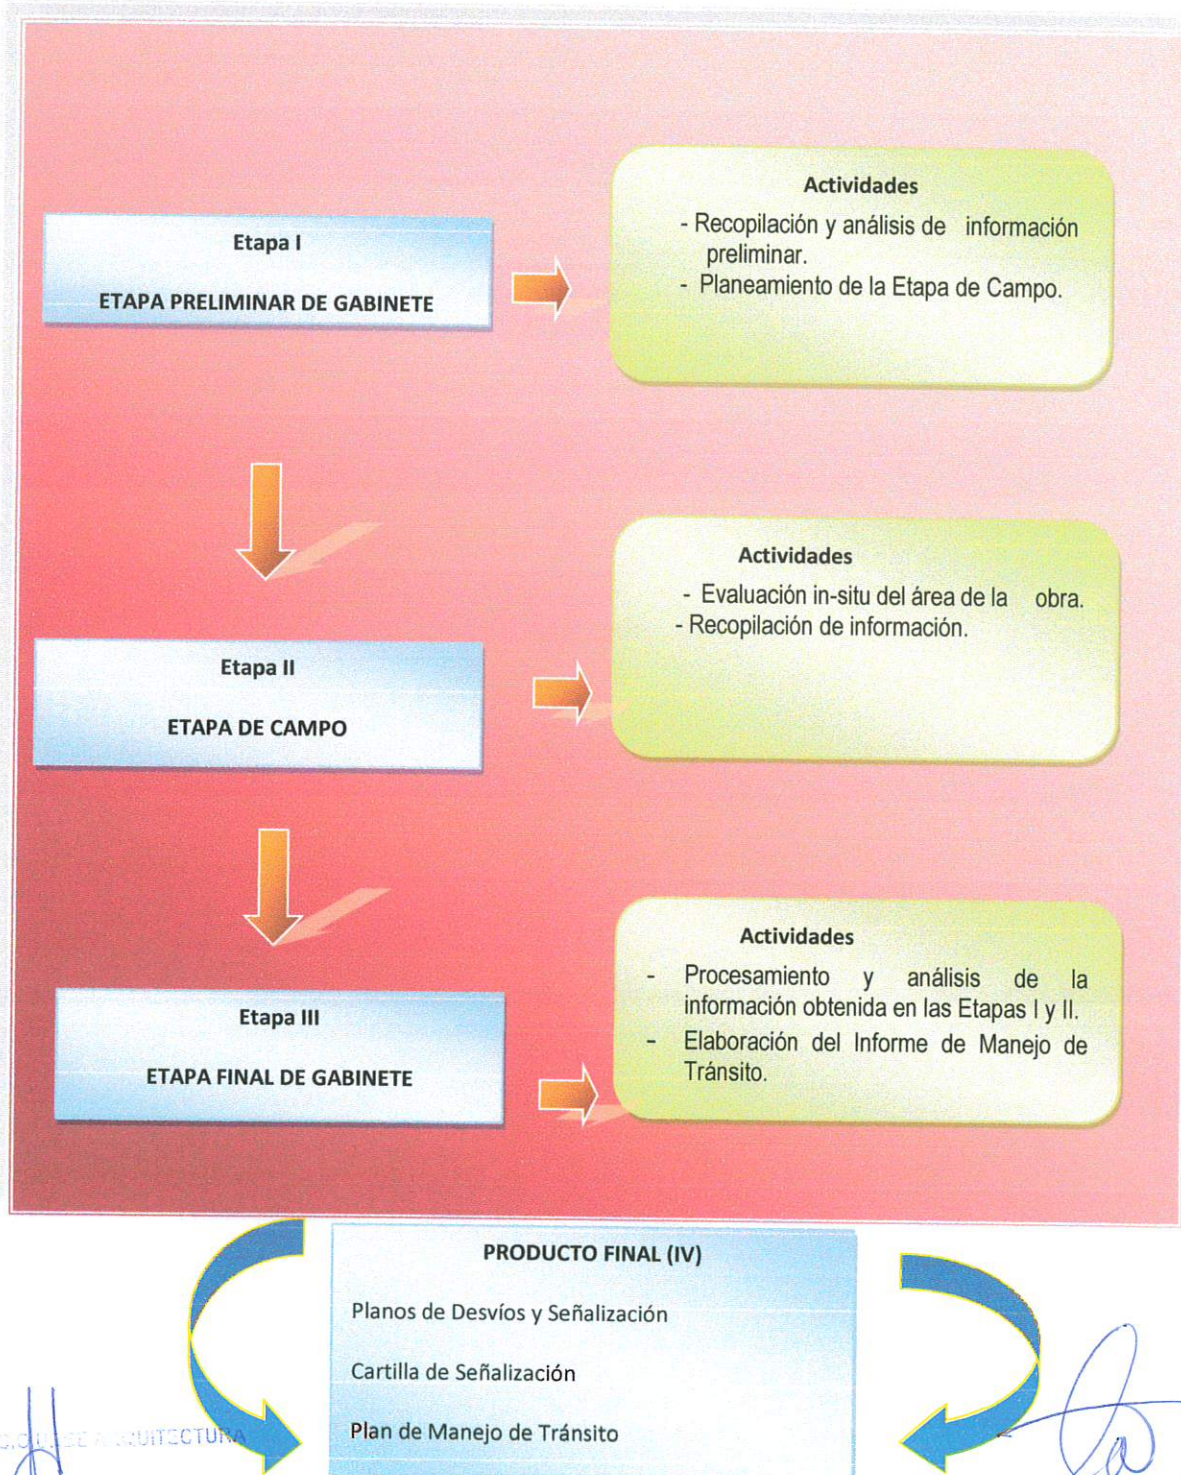 Etapa I
ETAPA PRELIMINAR DE GABINETE
Actividades
- Recopilación y análisis de información
preliminar.
- Planeamiento de la Etapa de Campo.
Etapa II
ETAPA DE CAMPO
Actividades
- Evaluación in-situ del área de la obra.
- Recopilación de información.
Etapa III
ETAPA FINAL DE GABINETE
Actividades
- Procesamiento y análisis de la
información obtenida en las Etapas I y II.
- Elaboración del Informe de Manejo de
Tránsito.
PRODUCTO FINAL (IV)
Planos de Desvíos y Señalización
Cartilla de Señalización
Plan de Manejo de Tránsito